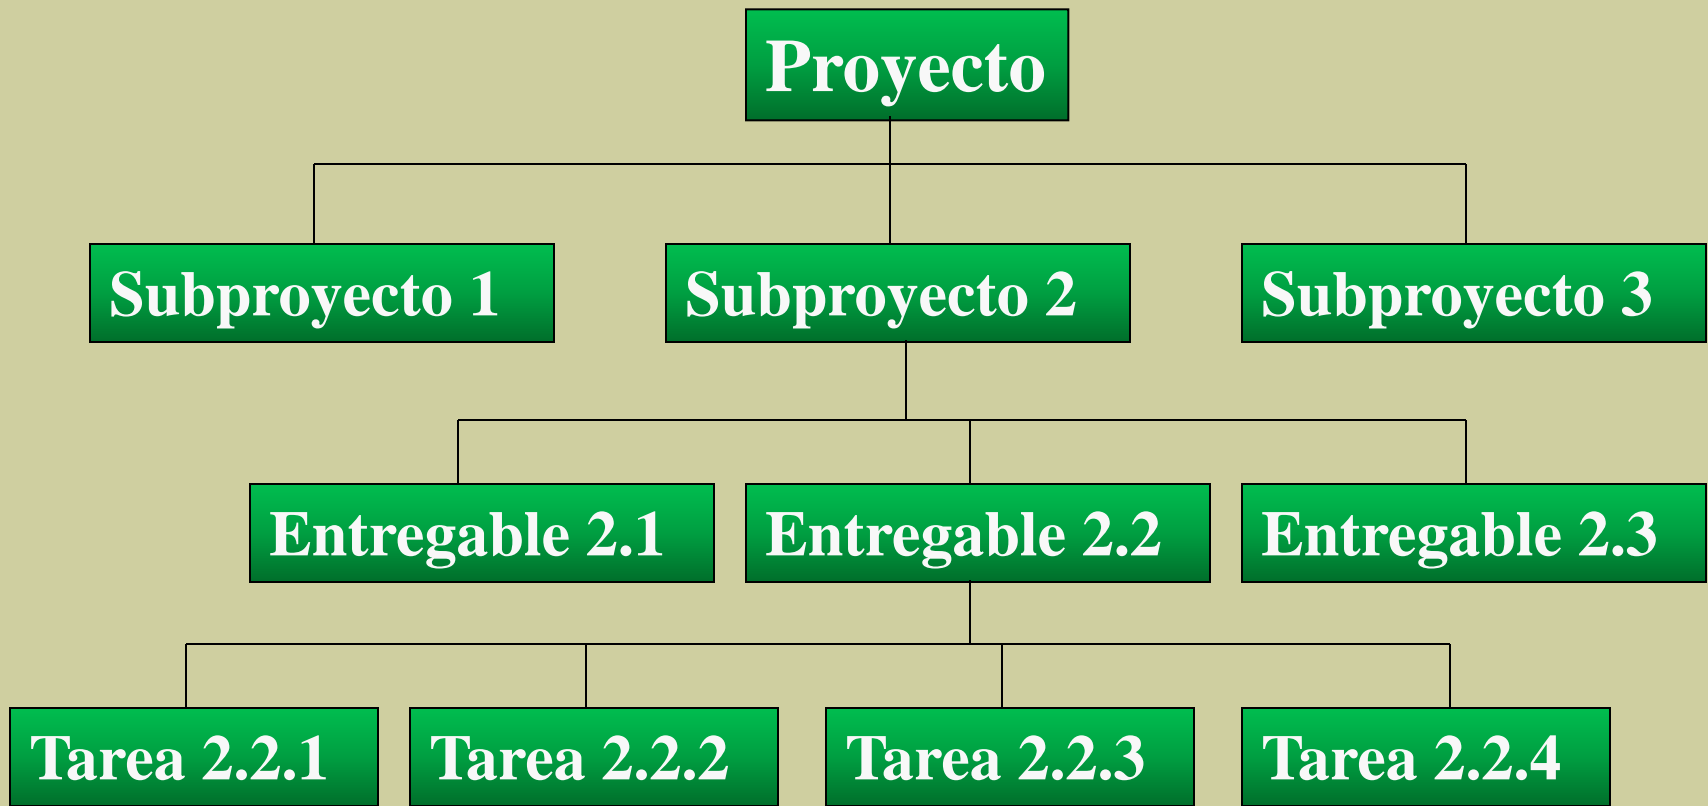 Proyecto
Subproyecto 1
Subproyecto 2
Subproyecto 3
Entregable 2.1
Entregable 2.2
Entregable 2.3
Tarea 2.2.1
Tarea 2.2.2
Tarea 2.2.3
Tarea 2.2.4